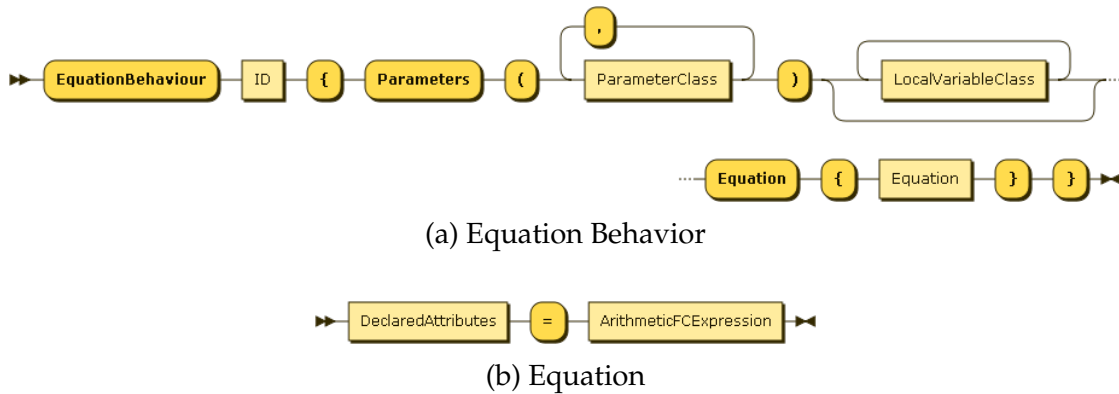 ,
EquationBehaviour ID { Parameters ( ParameterClass ) LocalVariableClass
Equation { Equation } }
(a) Equation Behavior
DeclaredAttributes = ArithmeticFCExpression
(b) Equation